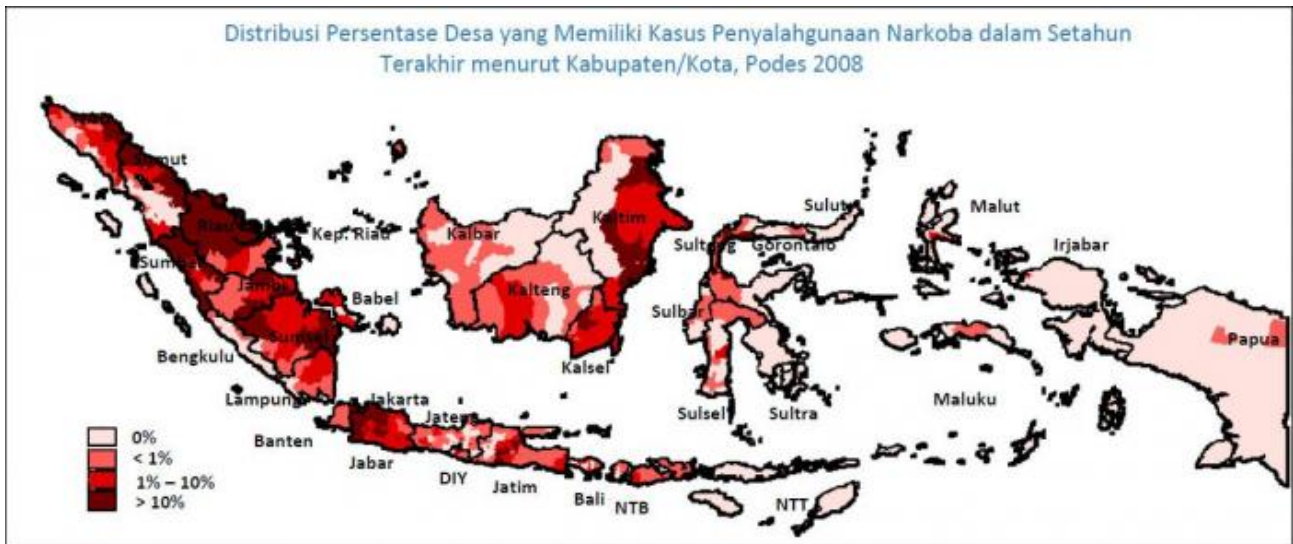 Distribusi Persentase Desa yang Memiliki Kasus Penyalahgunaan Narkoba dalam Setahun
Terakhir menurut Kabupaten/Kota, Podes 2008
Sumut
Riau
Kep. Riau
Jambi
Babel
Sumsel
Bengkulu
Lampung
Kalbar
Kalteng
Kaltim
Kalsel
Sulut
Sulteng
Gorontalo
Sulbar
Sulsel
Sultra
Malut
Irjabar
Papua
Maluku
Jakarta
Jateng
Banten
Jabar
DIY
Jatim
Bali
NTB
NTT
0%
< 1%
1% – 10%
> 10%